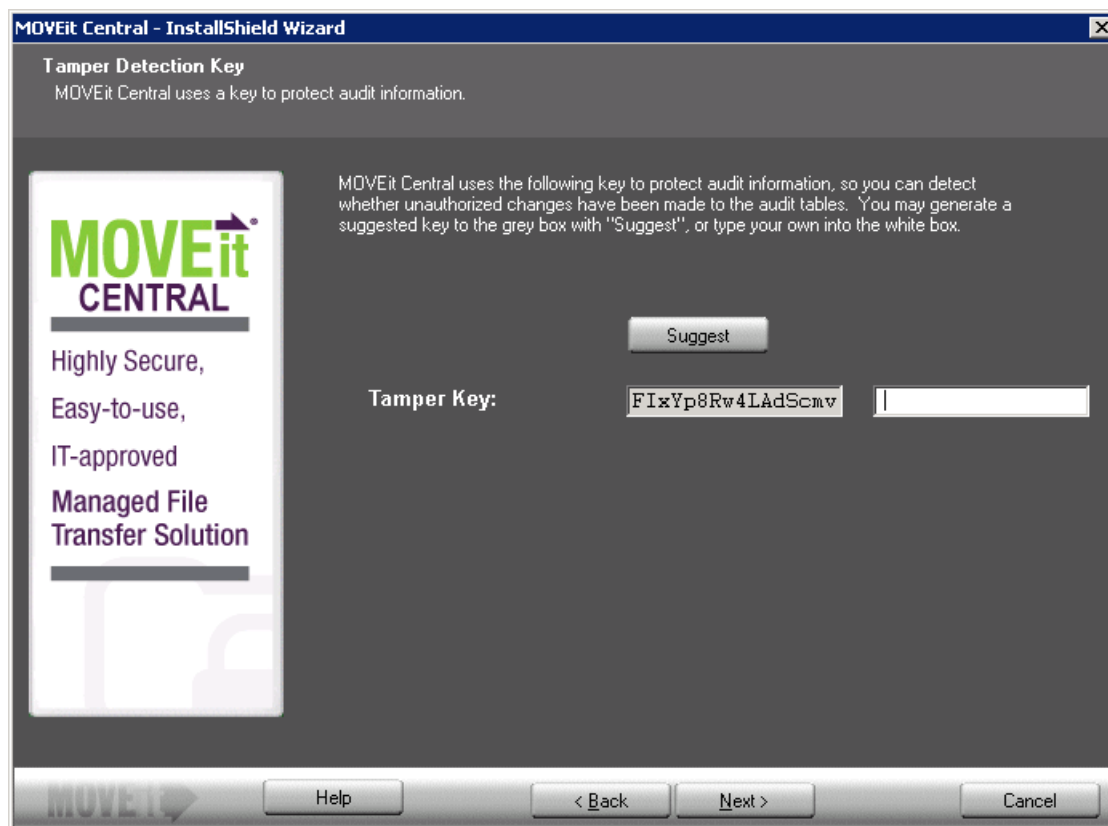 MOVEit Central - InstallShield Wizard
Tamper Detection Key
MOVEit Central uses a key to protect audit information.
MOVEit®
CENTRAL
Highly Secure,
Easy-to-use,
IT-approved
Managed File
Transfer Solution
MOVEit Central uses the following key to protect audit information, so you can detect
whether unauthorized changes have been made to the audit tables.  You may generate a
suggested key to the grey box with "Suggest", or type your own into the white box.
Suggest
Tamper Key:
FIxYp8Rw4LAdScmv
MOVEit
Help
< Back
Next >
Cancel